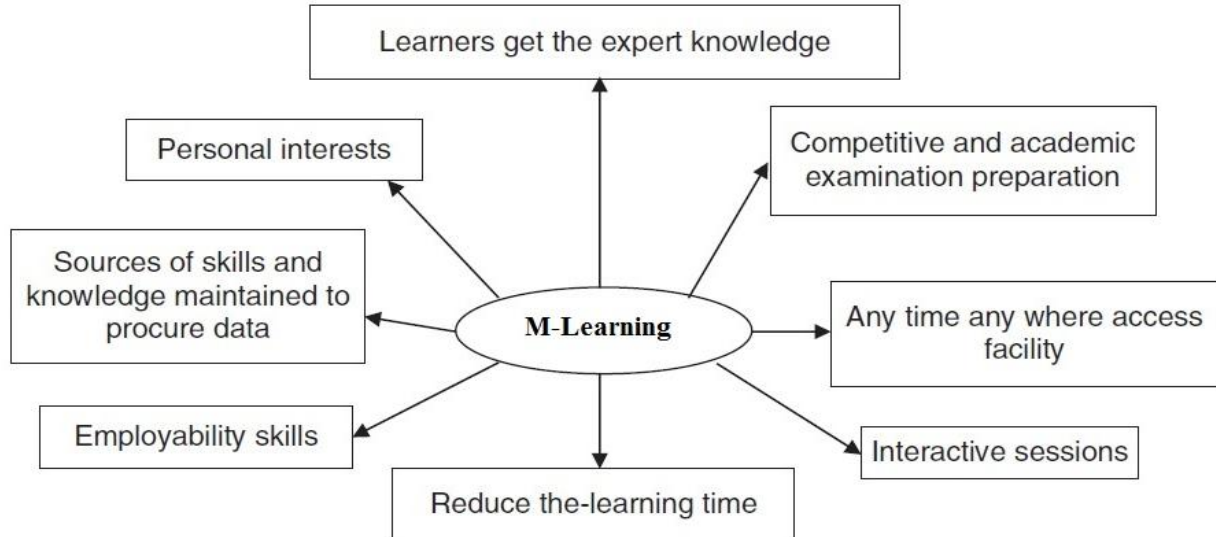 Learners get the expert knowledge
Personal interests
Competitive and academic
examination preparation
Sources of skills and
knowledge maintained to
procure data
M-Learning
Any time any where access
facility
Employability skills
Interactive sessions
Reduce the-learning time